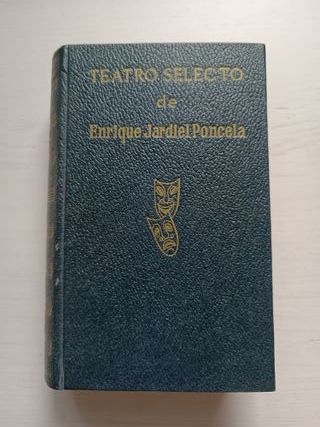 TEATRO SELECTO
de
Enrique Jardiel Poncela